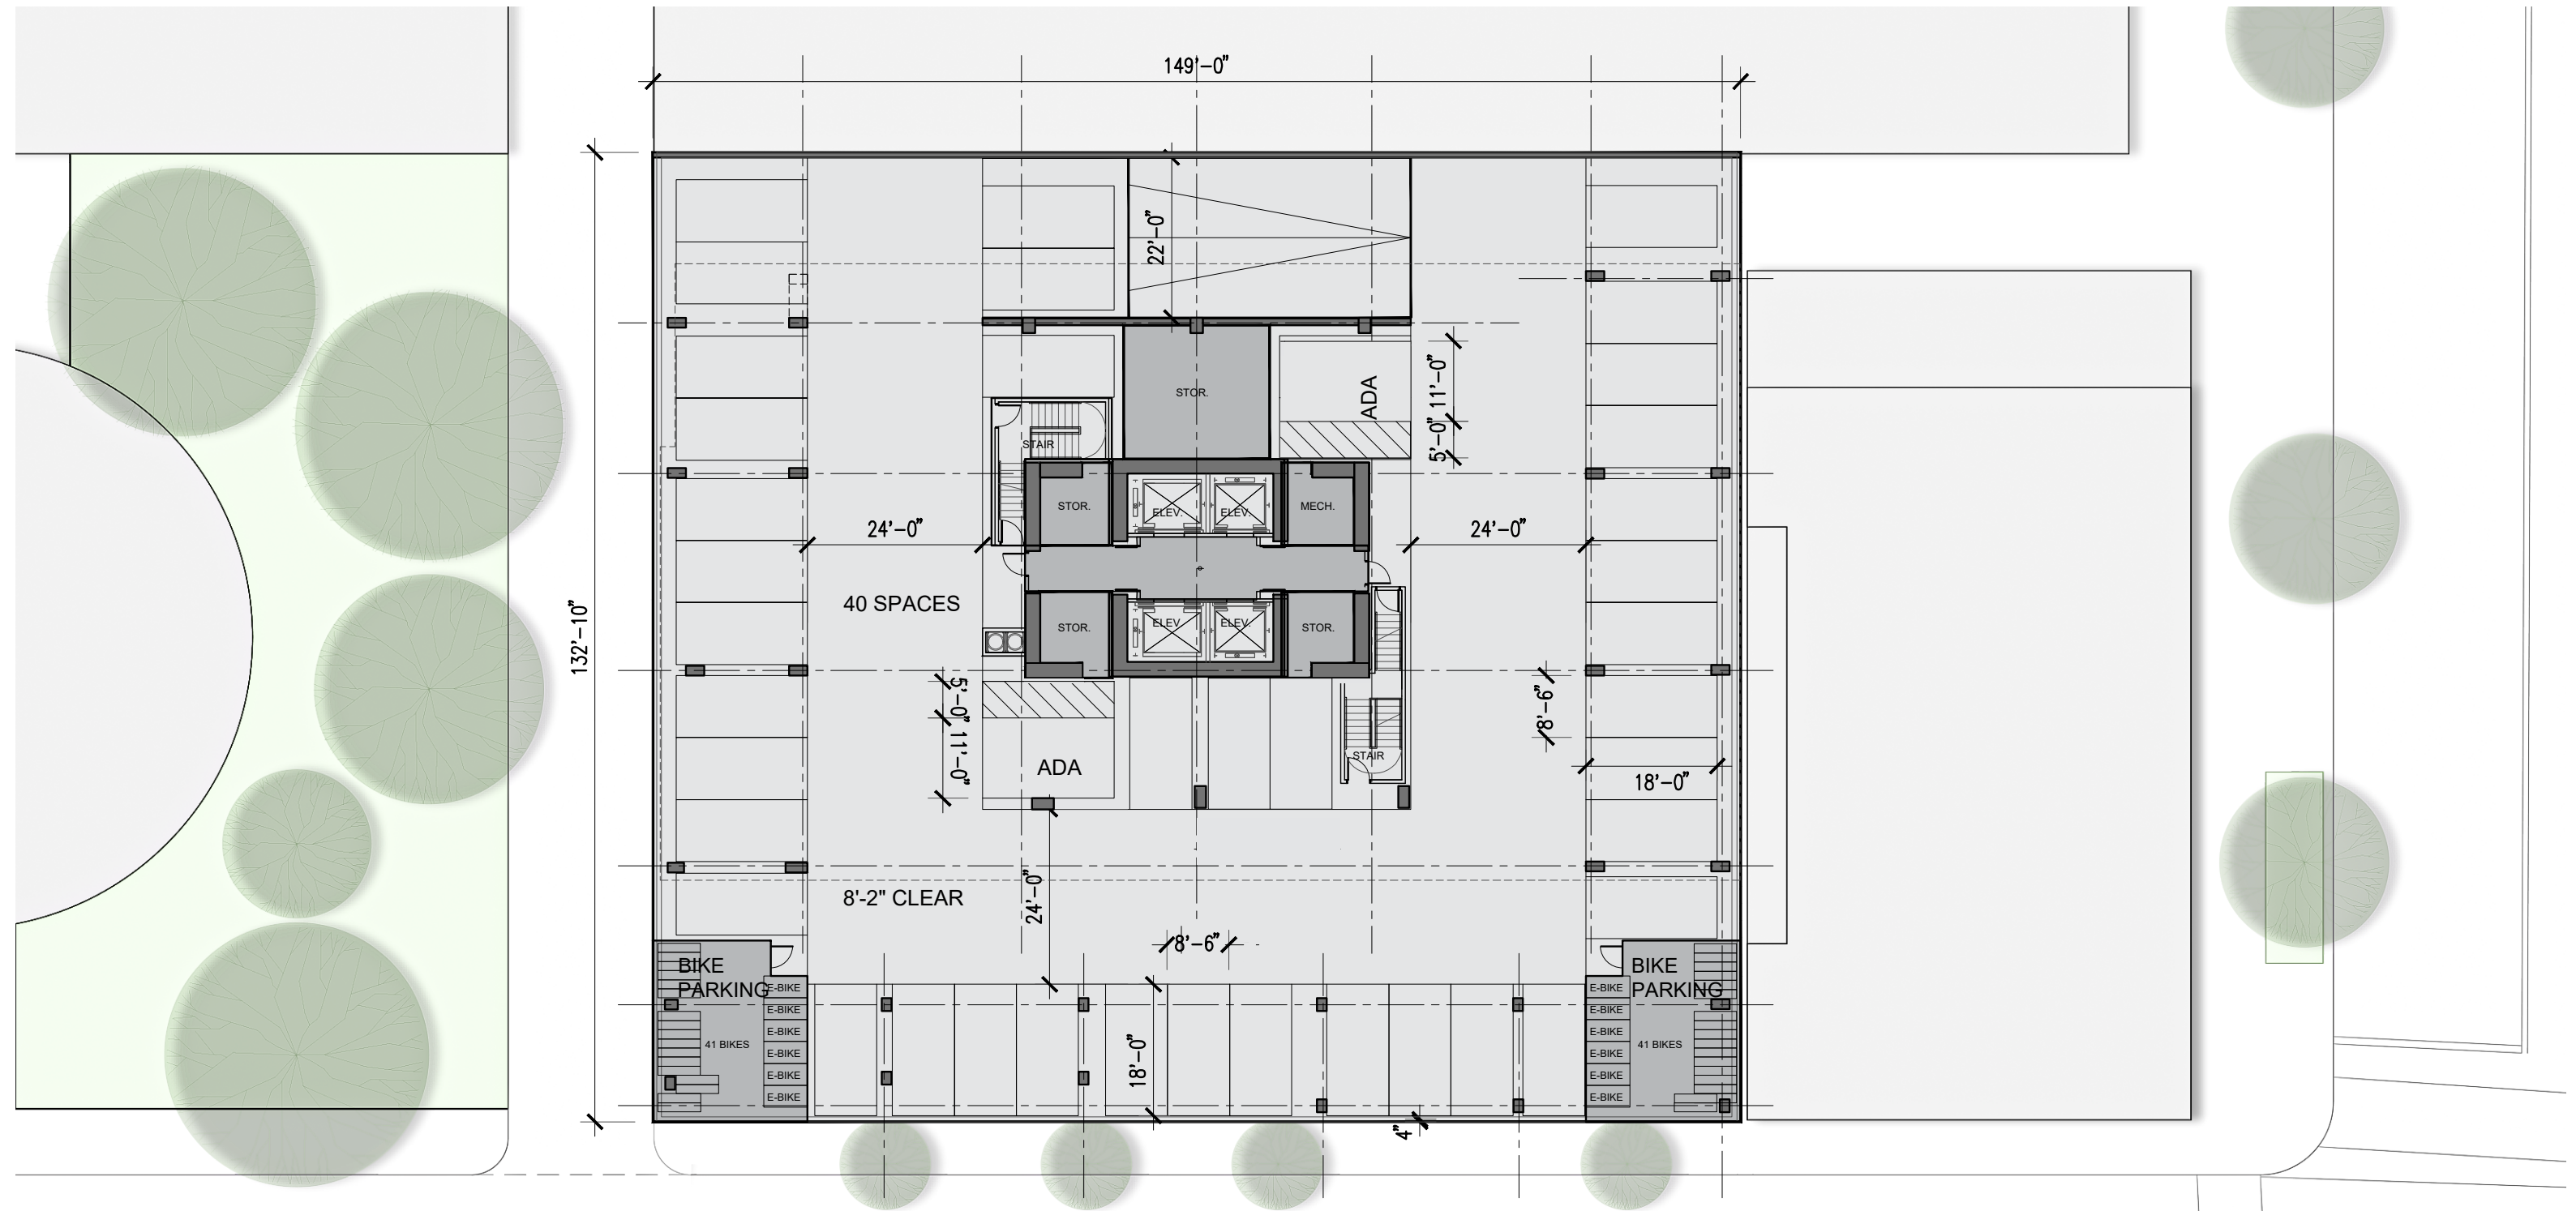 149'-0"
22'-0"
STOR.
ADA
11'-0"
5'-0"
STAIR
STOR.
ELEV.
ELEV.
MECH.
24'-0"
24'-0"
40 SPACES
132'-10"
STOR.
ELEV.
ELEV.
STOR.
5'-0"
11'-0"
8'-6"
STAIR
ADA
18'-0"
8'-2" CLEAR
24'-0"
8'-6"
BIKE
PARKING
E-BIKE
E-BIKE
E-BIKE
E-BIKE
E-BIKE
E-BIKE
41 BIKES
18'-0"
4"
BIKE
PARKING
E-BIKE
E-BIKE
E-BIKE
E-BIKE
E-BIKE
E-BIKE
41 BIKES